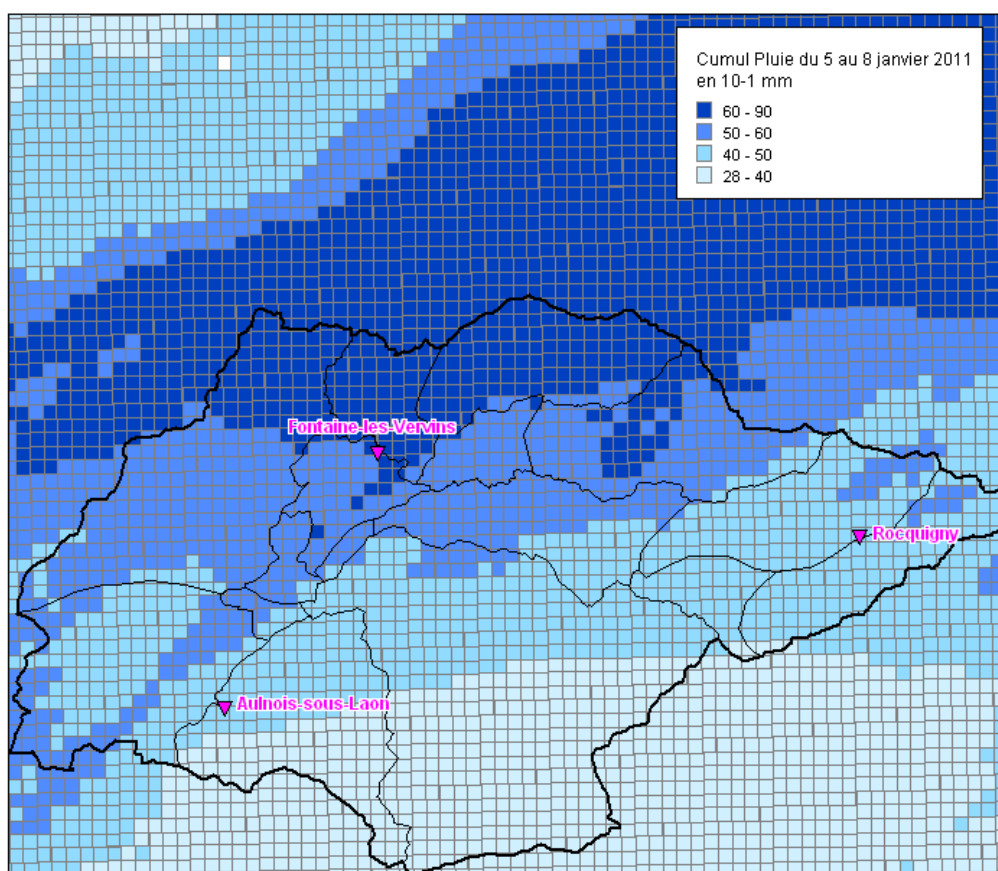 Cumul Pluie du 5 au 8 janvier 2011
en 10-1 mm
60 - 90
50 - 60
40 - 50
28 - 40
Fontaine-les-Vervins
Rocquigny
Aulnois-sous-Laon